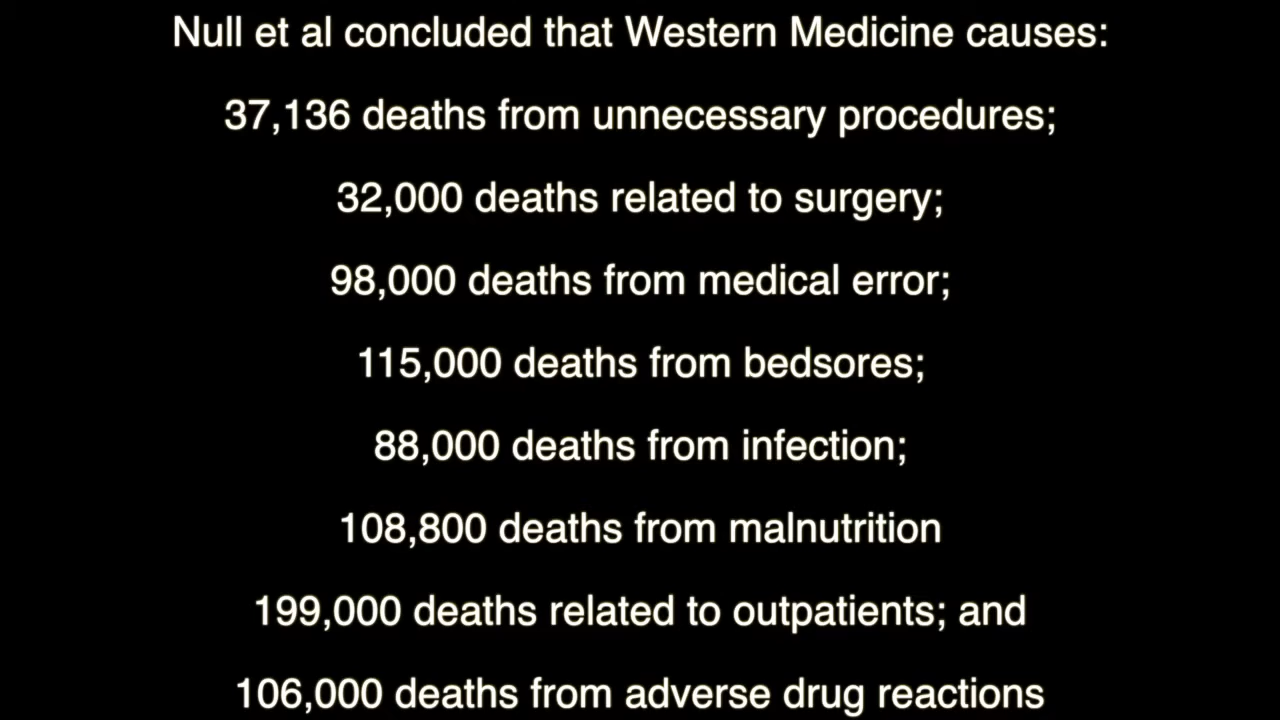 Null et al concluded that Western Medicine causes:
37,136 deaths from unnecessary procedures;
32,000 deaths related to surgery;
98,000 deaths from medical error;
115,000 deaths from bedsores;
88,000 deaths from infection;
108,800 deaths from malnutrition
199,000 deaths related to outpatients; and
106,000 deaths from adverse drug reactions